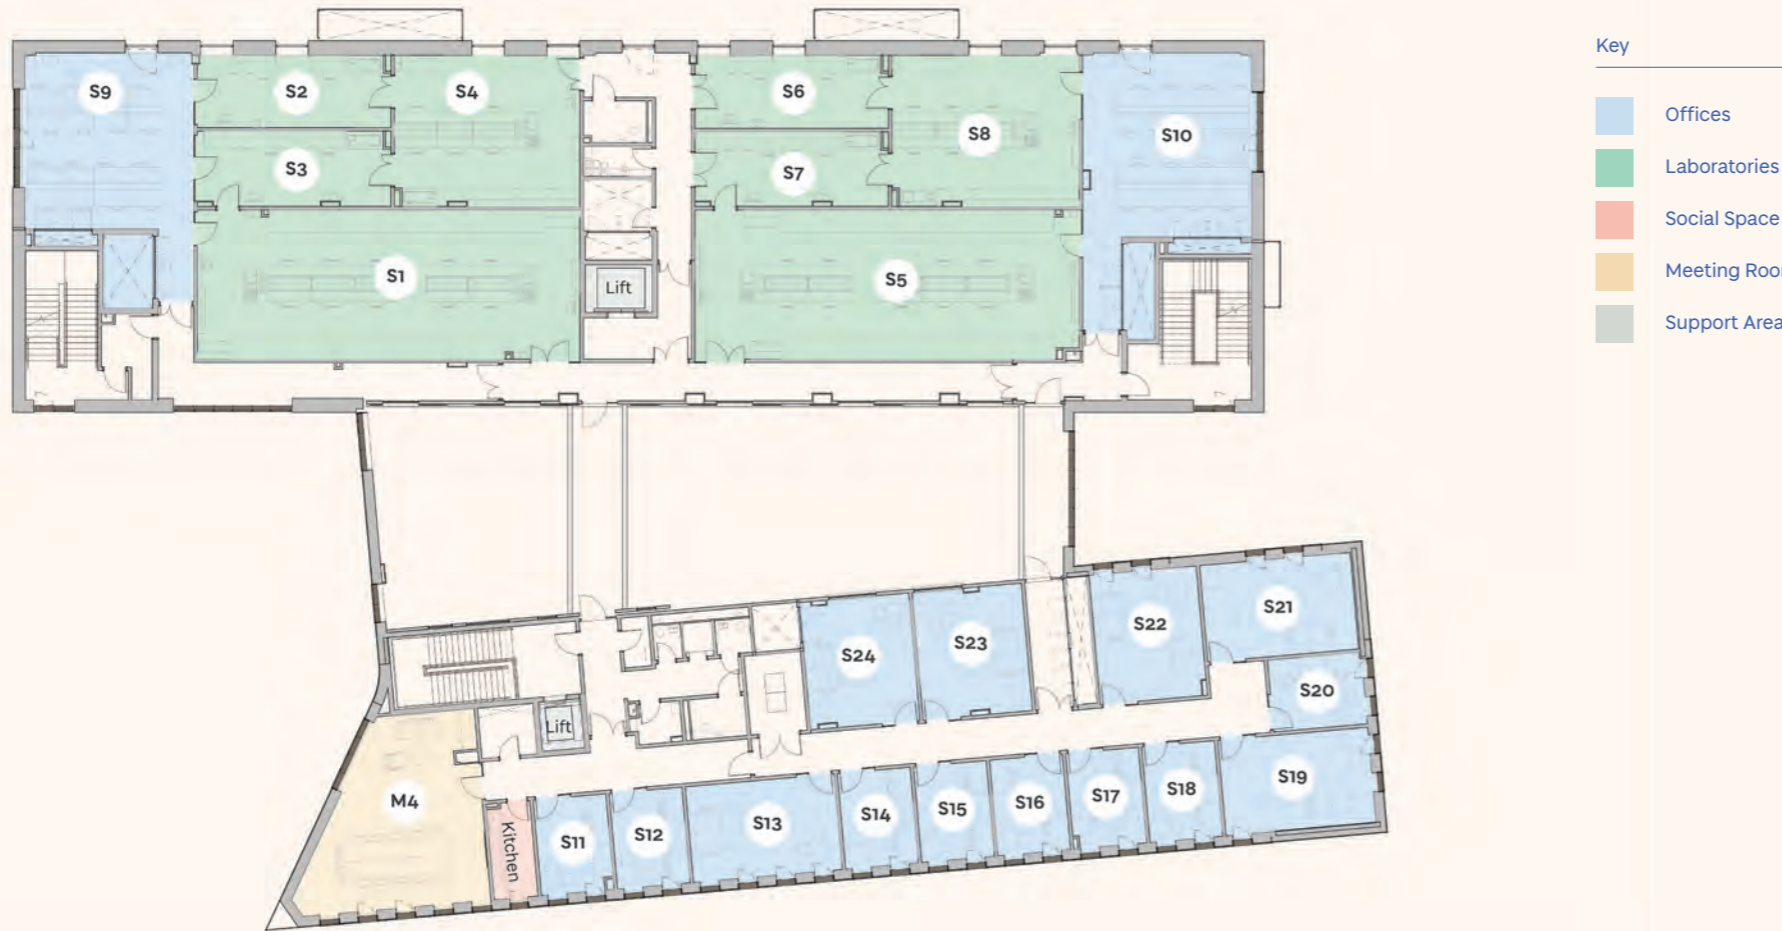 Key
Offices
Laboratories
Social Space
Meeting Roo
Support Area
S9
S2
S4
S6
S8
S10
S3
S7
S1
Lift
S5
S24
S23
S22
S21
S20
Lift
M4
Kitchen
S11
S12
S13
S14
S15
S16
S17
S18
S19